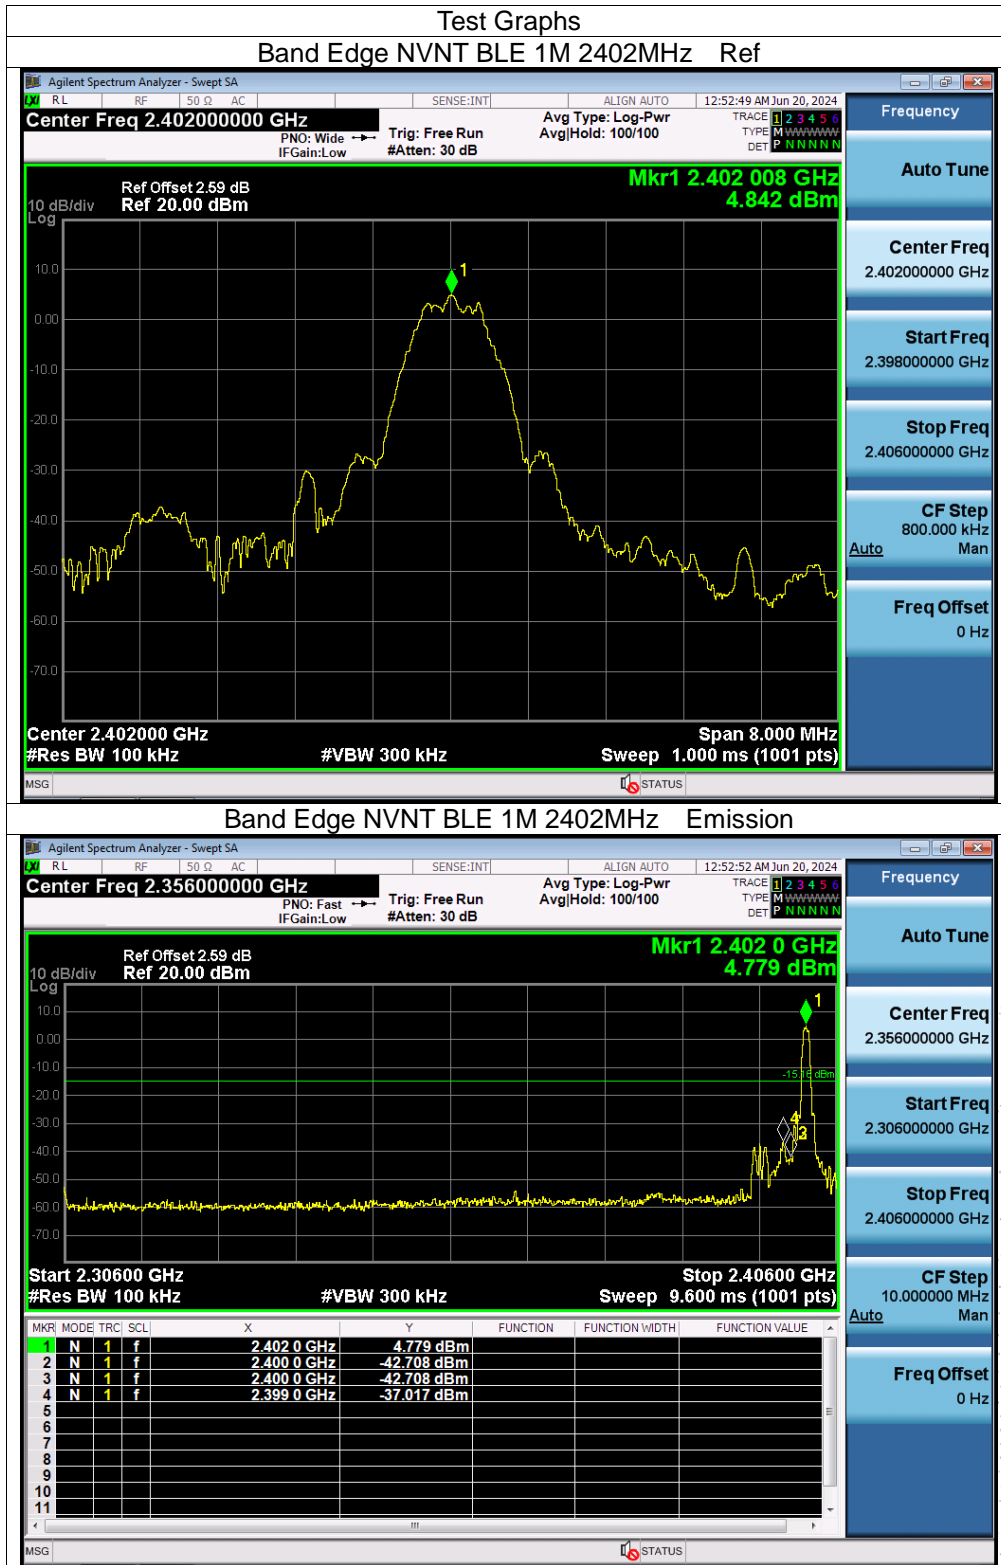 Test Graphs
Band Edge NVNT BLE 1M 2402MHz Ref
Agilent Spectrum Analyzer - Swept SA
LXI RL RF 50 Ω AC SENSE:INT ALIGN AUTO 12:52:49 AM Jun 20, 2024
Center Freq 2.402000000 GHz
PNO: Wide
IFGain:Low
Trig: Free Run
#Atten: 30 dB
Avg Type: Log-Pwr
Avg|Hold: 100/100
TRACE 1 2 3 4 5 6
TYPE M WWWWW
DET P N N N N N
Mkr1 2.402 008 GHz
4.842 dBm
Ref Offset 2.59 dB
10 dB/div Ref 20.00 dBm
Log
1
10.0
0.00
-10.0
-20.0
-30.0
-40.0
-50.0
-60.0
-70.0
Center 2.402000 GHz Span 8.000 MHz
#Res BW 100 kHz #VBW 300 kHz Sweep 1.000 ms (1001 pts)
MSG STATUS
Frequency
Auto Tune
Center Freq
2.402000000 GHz
Start Freq
2.398000000 GHz
Stop Freq
2.406000000 GHz
CF Step
800.000 kHz
Auto Man
Freq Offset
0 Hz
Band Edge NVNT BLE 1M 2402MHz Emission
Agilent Spectrum Analyzer - Swept SA
LXI RL RF 50 Ω AC SENSE:INT ALIGN AUTO 12:52:52 AM Jun 20, 2024
Center Freq 2.356000000 GHz
PNO: Fast
IFGain:Low
Trig: Free Run
#Atten: 30 dB
Avg Type: Log-Pwr
Avg|Hold: 100/100
TRACE 1 2 3 4 5 6
TYPE M WWWWW
DET P N N N N N
Mkr1 2.402 0 GHz
4.779 dBm
Ref Offset 2.59 dB
10 dB/div Ref 20.00 dBm
Log
1
10.0
0.00
-10.0
-15.16 dBm
-20.0
-30.0
4
3
-40.0
-50.0
-60.0
-70.0
Start 2.30600 GHz Stop 2.40600 GHz
#Res BW 100 kHz #VBW 300 kHz Sweep 9.600 ms (1001 pts)
MKR MODE TRC SCL X Y FUNCTION FUNCTION WIDTH FUNCTION VALUE
1 N 1 f 2.402 0 GHz 4.779 dBm
2 N 1 f 2.400 0 GHz -42.708 dBm
3 N 1 f 2.400 0 GHz -42.708 dBm
4 N 1 f 2.399 0 GHz -37.017 dBm
5
6
7
8
9
10
11
MSG STATUS
Frequency
Auto Tune
Center Freq
2.356000000 GHz
Start Freq
2.306000000 GHz
Stop Freq
2.406000000 GHz
CF Step
10.000000 MHz
Auto Man
Freq Offset
0 Hz